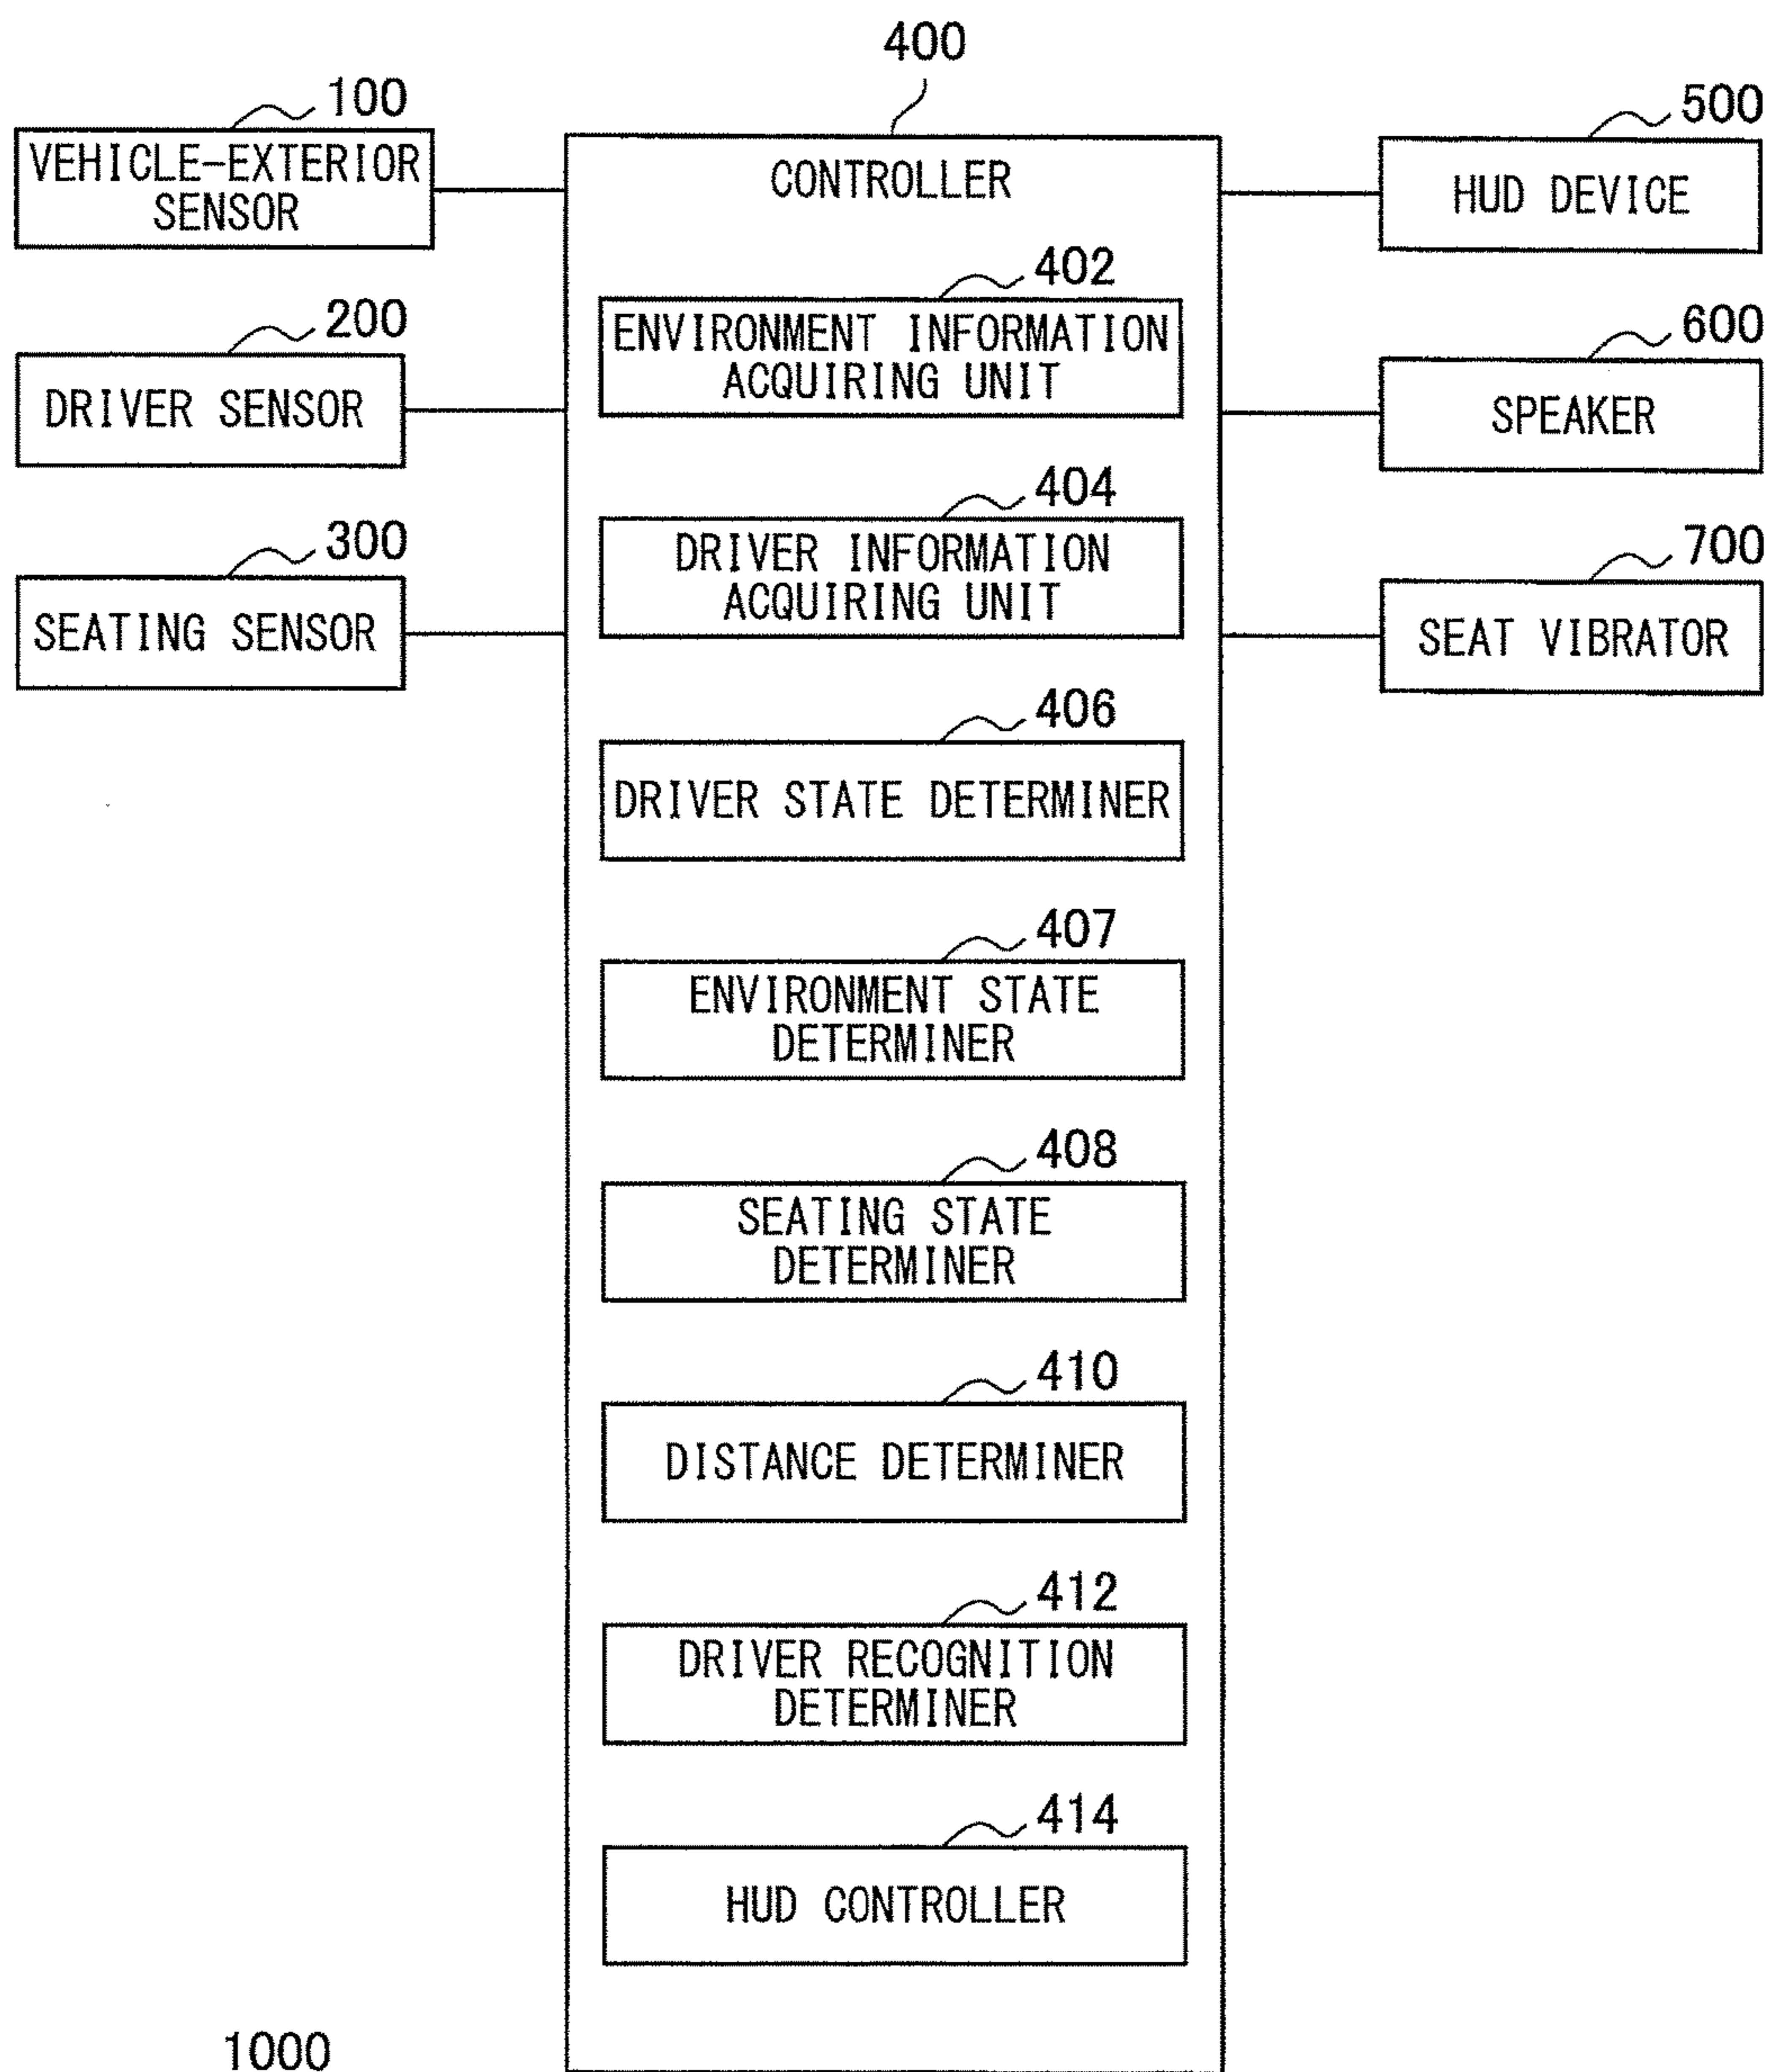 400
100
VEHICLE-EXTERIOR
SENSOR
200
DRIVER SENSOR
300
SEATING SENSOR
CONTROLLER
402
ENVIRONMENT INFORMATION
ACQUIRING UNIT
404
DRIVER INFORMATION
ACQUIRING UNIT
406
DRIVER STATE DETERMINER
407
ENVIRONMENT STATE
DETERMINER
408
SEATING STATE
DETERMINER
410
DISTANCE DETERMINER
412
DRIVER RECOGNITION
DETERMINER
414
HUD CONTROLLER
500
HUD DEVICE
600
SPEAKER
700
SEAT VIBRATOR
1000